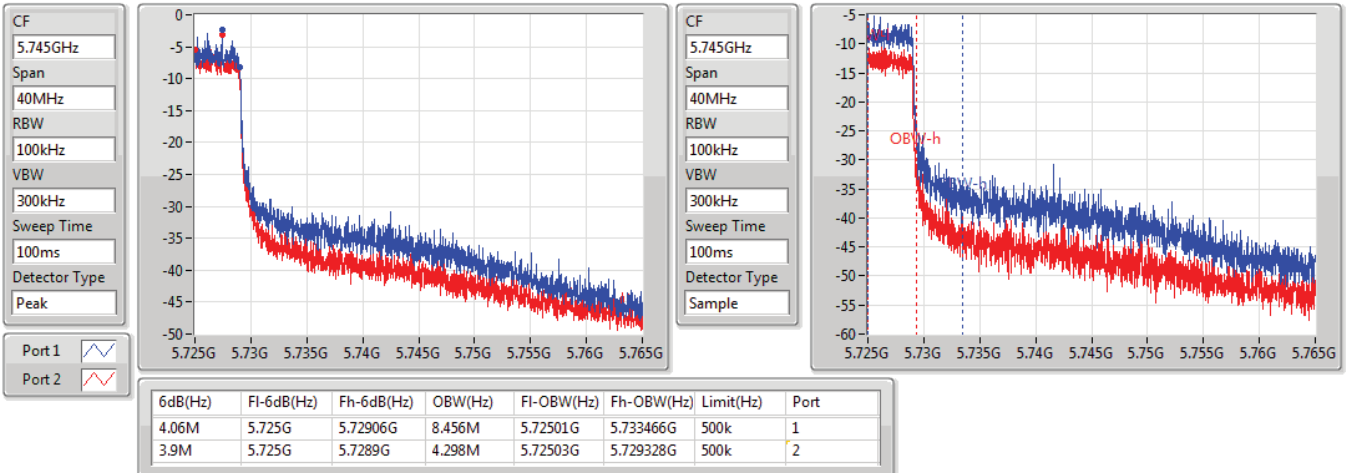 CF
5.745GHz
Span
40MHz
RBW
100kHz
VBW
300kHz
Sweep Time
100ms
Detector Type
Peak
Port 1
Port 2
0
-5
-10
-15
-20
-25
-30
-35
-40
-45
-50
5.725G 5.73G 5.735G 5.74G 5.745G 5.75G 5.755G 5.76G 5.765G
CF
5.745GHz
Span
40MHz
RBW
100kHz
VBW
300kHz
Sweep Time
100ms
Detector Type
Sample
-5
-10
-15
-20
-25
-30
-35
-40
-45
-50
-55
-60
OBW-h
5.725G 5.73G 5.735G 5.74G 5.745G 5.75G 5.755G 5.76G 5.765G
6dB(Hz) Fl-6dB(Hz) Fh-6dB(Hz) OBW(Hz) Fl-OBW(Hz) Fh-OBW(Hz) Limit(Hz) Port
4.06M 5.725G 5.72906G 8.456M 5.72501G 5.733466G 500k 1
3.9M 5.725G 5.7289G 4.298M 5.72503G 5.729328G 500k 2